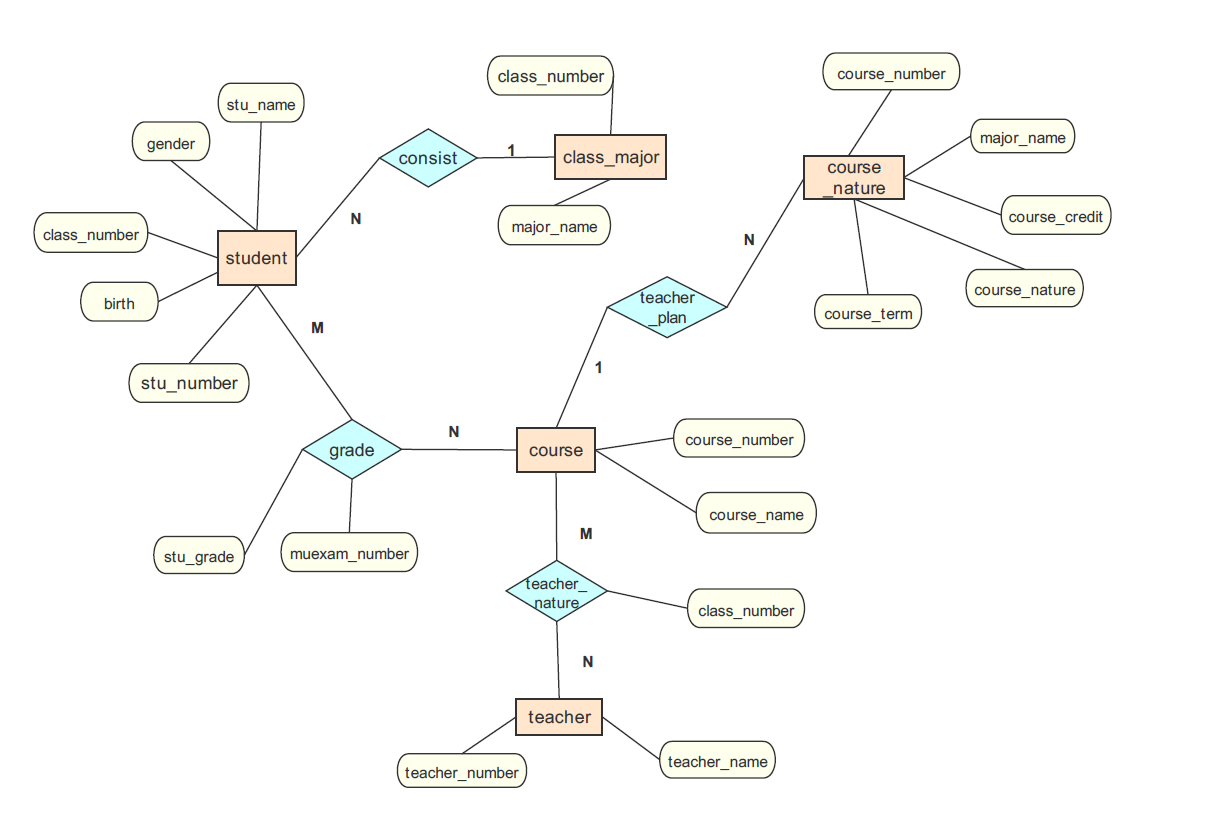 class_number
course_number
stu_name
gender
major_name
consist
1
class_major
course
_nature
course_credit
N
major_name
class_number
N
student
course_nature
birth
teacher
_plan
course_term
M
1
stu_number
N
course_number
grade
course
course_name
M
stu_grade
muexam_number
teacher_
nature
class_number
N
teacher
teacher_number
teacher_name